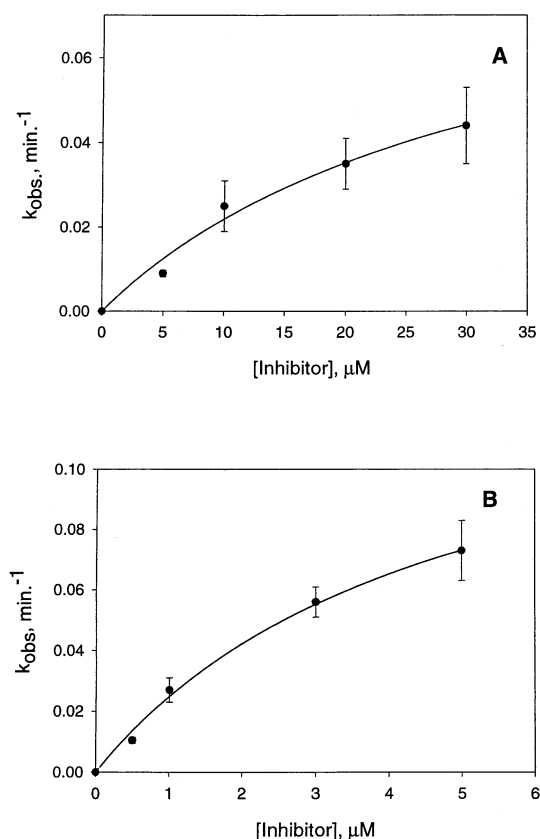 A
0.06
0.04
0.02
0.00
k_obs., min.⁻¹
0 5 10 15 20 25 30 35
[Inhibitor], μM
B
0.10
0.08
0.06
0.04
0.02
0.00
k_obs, min.⁻¹
0 1 2 3 4 5 6
[Inhibitor], μM